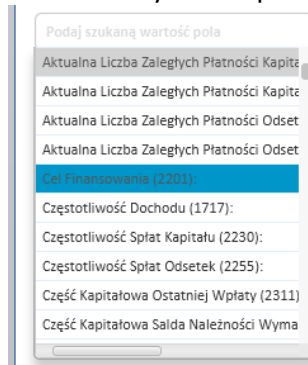 Podaj szukaną wartość pola
Aktualna Liczba Zaległych Płatności Kapita
Aktualna Liczba Zaległych Płatności Kapita
Aktualna Liczba Zaległych Płatności Odset
Aktualna Liczba Zaległych Płatności Odset
Cel Finansowania (2201):
Częstotliwość Dochodu (1717):
Częstotliwość Spłat Kapitału (2230):
Częstotliwość Spłat Odsetek (2255):
Część Kapitałowa Ostatniej Wpłaty (2311)
Część Kapitałowa Salda Należności Wyma